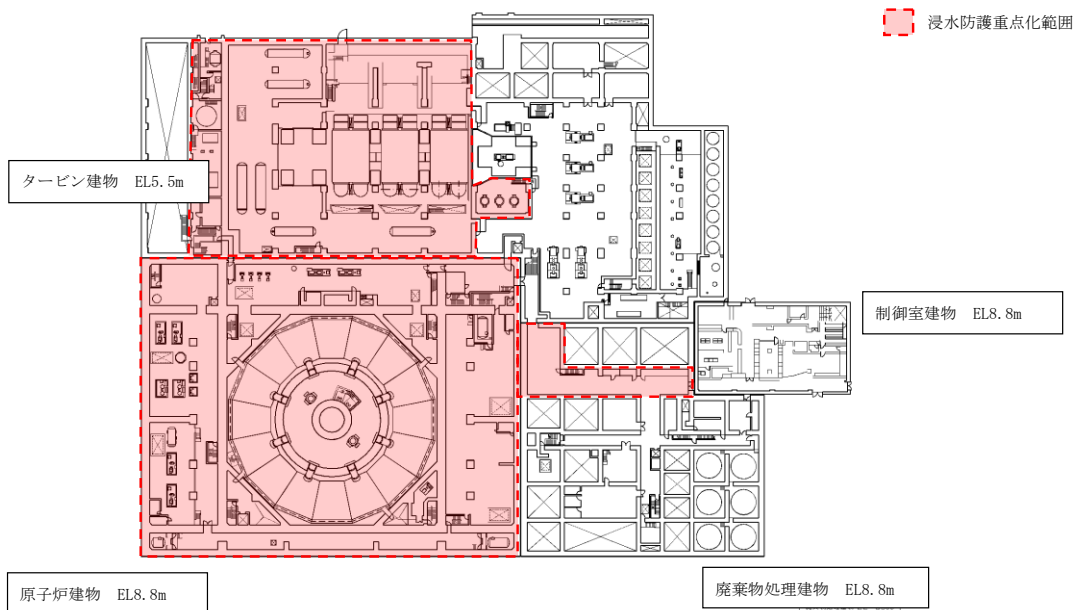 浸水防護重点化範囲
タービン建物 EL5.5m
制御室建物 EL8.8m
原子炉建物 EL8.8m
廃棄物処理建物 EL8.8m